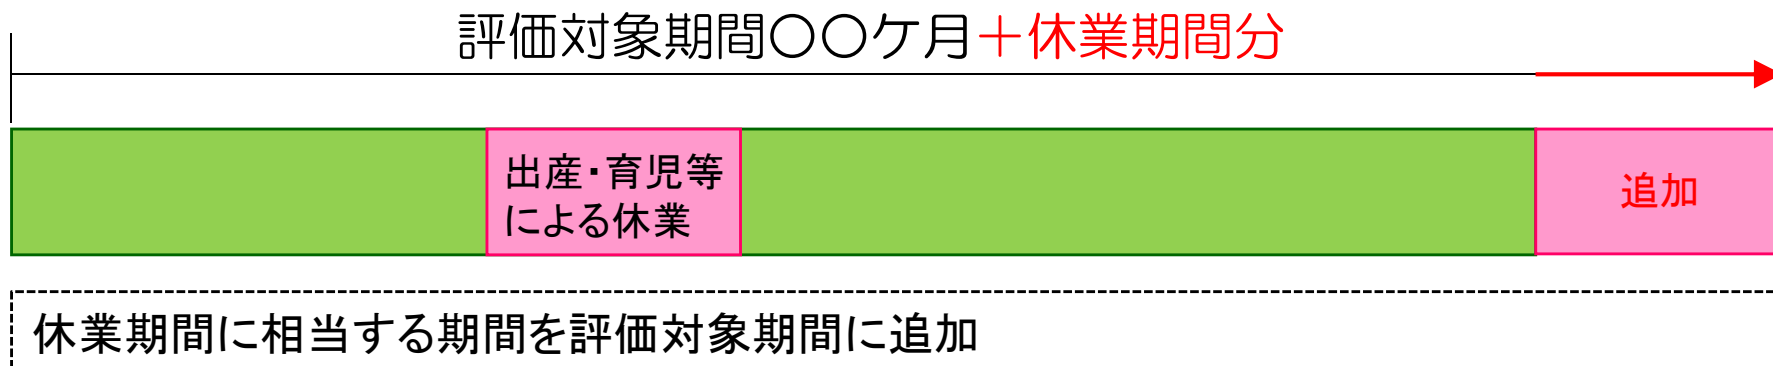 評価対象期間〇〇ケ月＋休業期間分
出産・育児等
による休業
追加
休業期間に相当する期間を評価対象期間に追加